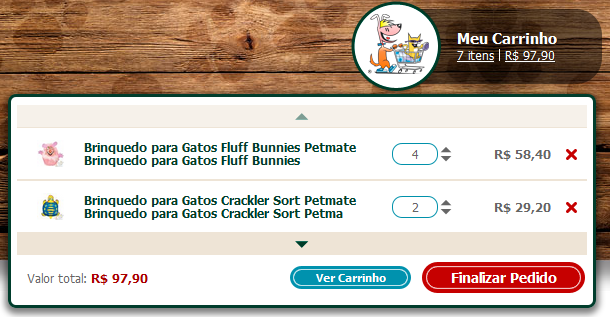 Meu Carrinho
7 itens | R$ 97,90
Brinquedo para Gatos Fluff Bunnies Petmate
Brinquedo para Gatos Fluff Bunnies
4
R$ 58,40
Brinquedo para Gatos Crackler Sort Petmate
Brinquedo para Gatos Crackler Sort Petma
2
R$ 29,20
Valor total: R$ 97,90
Ver Carrinho
Finalizar Pedido